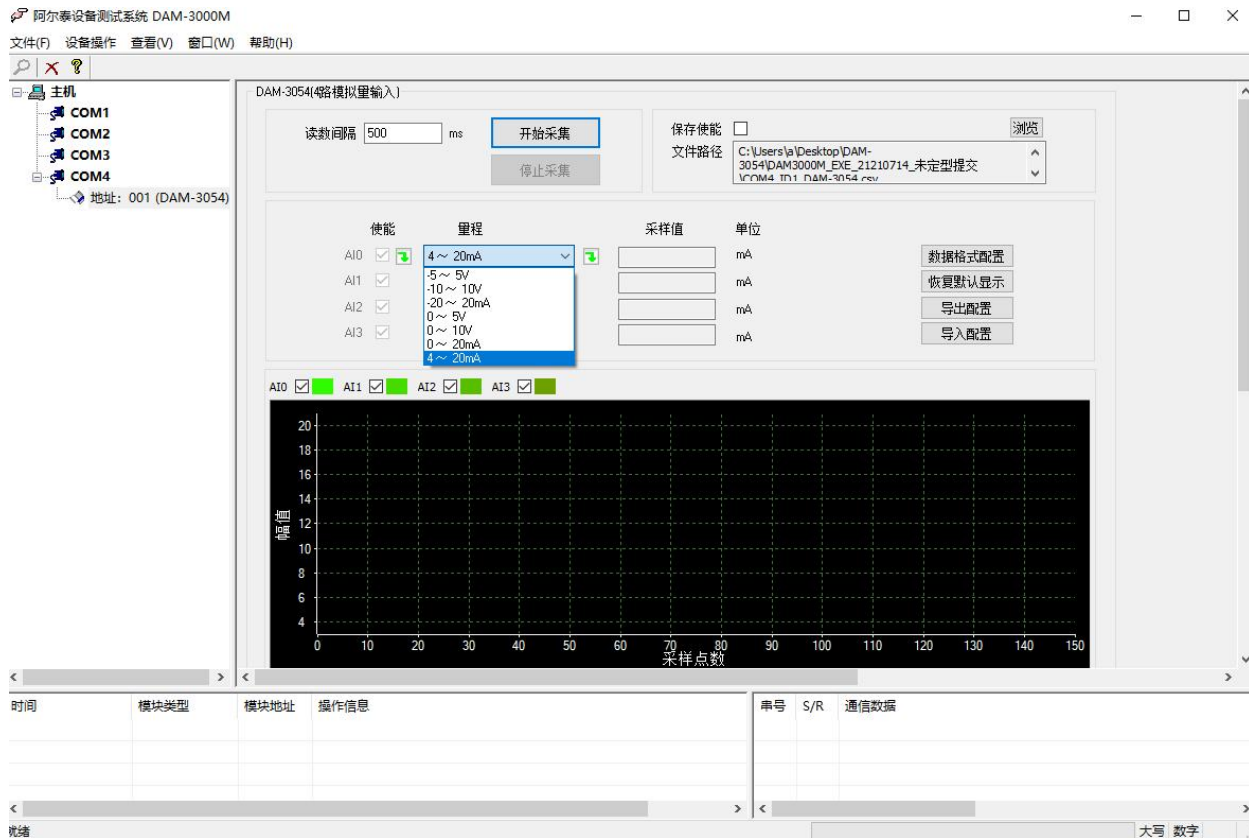 阿尔泰设备测试系统 DAM-3000M
文件(F) 设备操作 查看(V) 窗口(W) 帮助(H)
主机
COM1
COM2
COM3
COM4
地址：001 (DAM-3054)
DAM-3054(4路模拟量输入)
读数间隔 500 ms 开始采集
停止采集
保存使能 浏览
文件路径 C:\Users\a\Desktop\DAM-
3054\DAM3000M_EXE_21210714_未定型提交
\COM4_ID1_DAM-3054.csv
使能 量程 采样值 单位
AI0 4～ 20mA mA 数据格式配置
AI1 mA 恢复默认显示
AI2 mA 导出配置
AI3 mA 导入配置
-5～ 5V
-10～ 10V
-20～ 20mA
0～ 5V
0～ 10V
0～ 20mA
4～ 20mA
AI0 AI1 AI2 AI3
20
18
16
14
12
10
8
6
4
幅值
0 10 20 30 40 50 60 70 80 90 100 110 120 130 140 150
采样点数
时间 模块类型 模块地址 操作信息
串号 S/R 通信数据
就绪 大写 数字